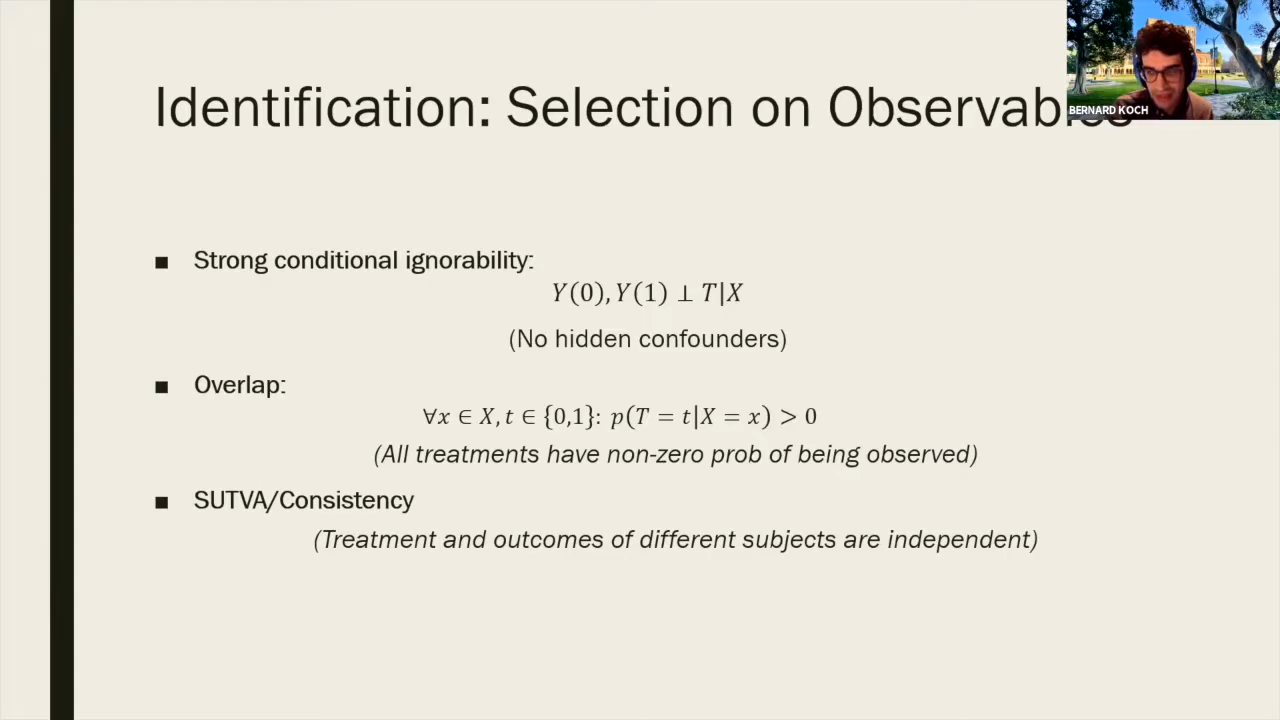 Identification: Selection on Observables
BERNARD KOCH
■ Strong conditional ignorability:
Y(0), Y(1) ⊥ T|X
(No hidden confounders)
■ Overlap:
∀x ∈ X, t ∈ {0,1}: p(T = t|X = x) > 0
(All treatments have non-zero prob of being observed)
■ SUTVA/Consistency
(Treatment and outcomes of different subjects are independent)